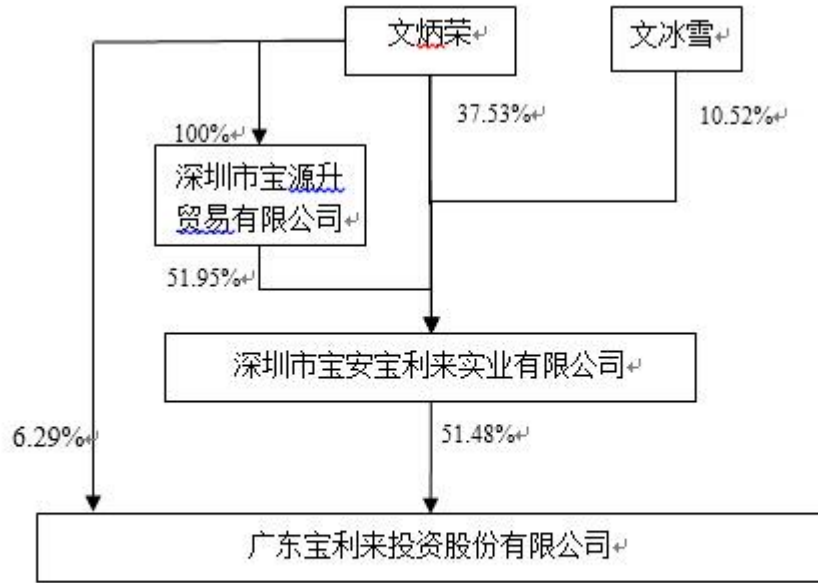 文炳荣↵
文冰雪↵
37.53%↵
10.52%↵
100%↵
深圳市宝源升
贸易有限公司↵
51.95%↵
深圳市宝安宝利来实业有限公司↵
6.29%↵
51.48%↵
广东宝利来投资股份有限公司↵